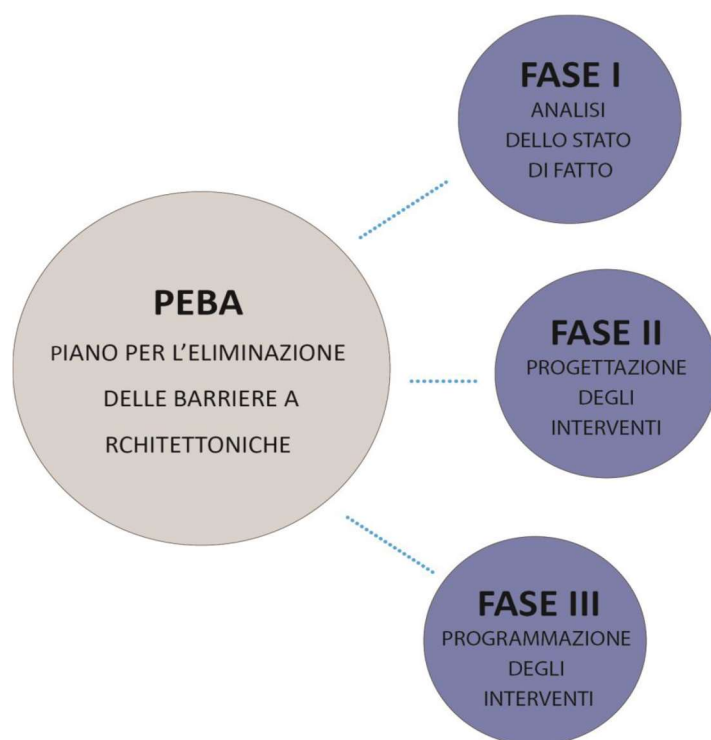 PEBA
PIANO PER L'ELIMINAZIONE
DELLE BARRIERE A
RCHITETTONICHE
FASE I
ANALISI
DELLO STATO
DI FATTO
FASE II
PROGETTAZIONE
DEGLI
INTERVENTI
FASE III
PROGRAMMAZIONE
DEGLI
INTERVENTI